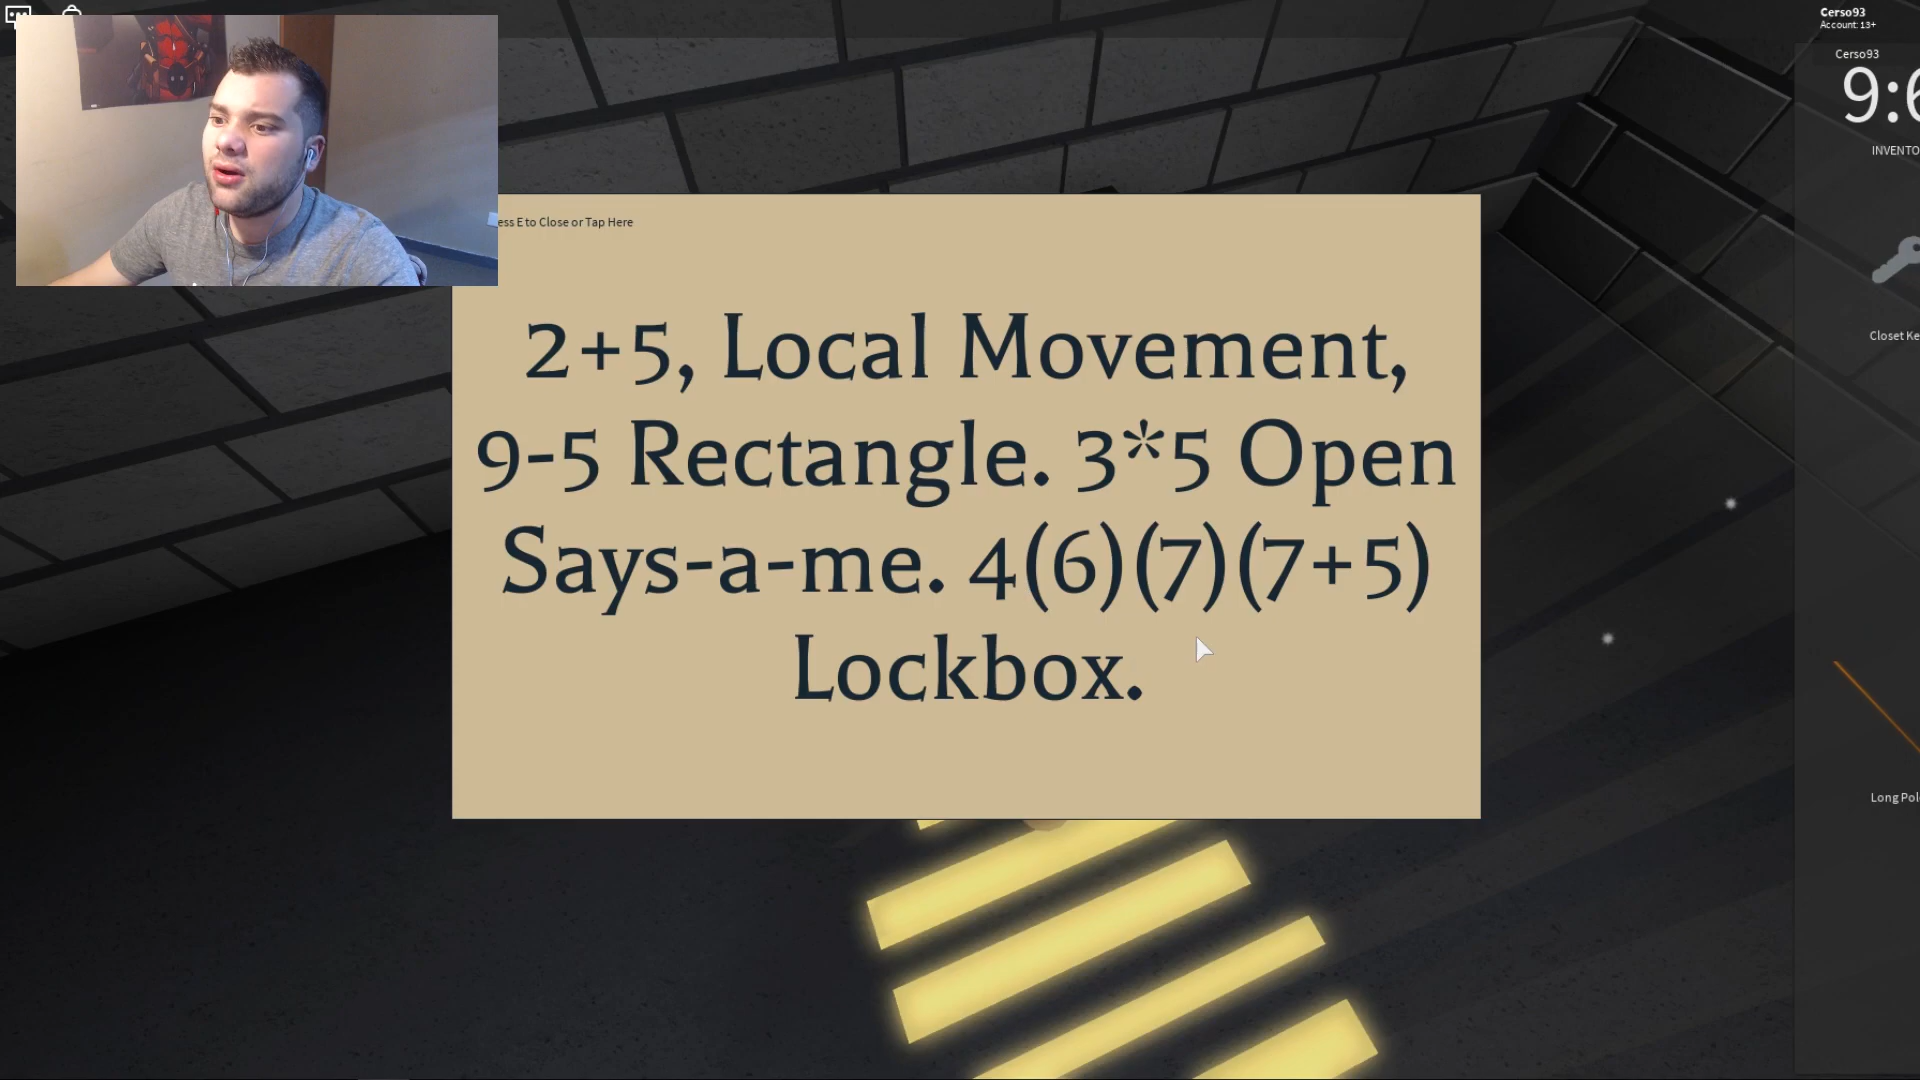 Cerso93
Account: 13+
Cerso93
INVENTO
ess E to Close or Tap Here
2+5, Local Movement,
9-5 Rectangle. 3*5 Open
Says-a-me. 4(6)(7)(7+5)
Lockbox.
Closet Ke
Long Pol